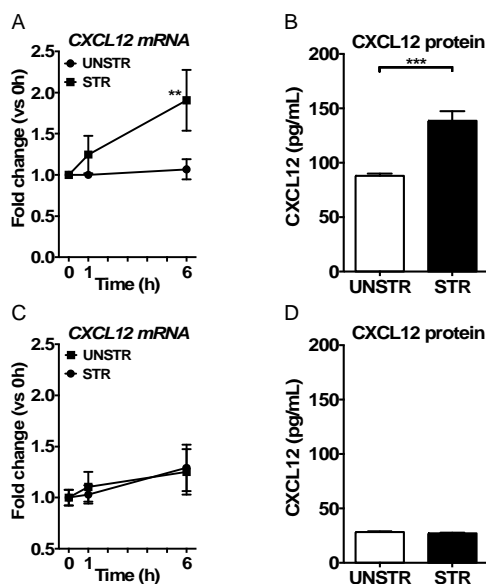 A
CXCL12 mRNA
UNSTR
STR
**
Fold change (vs 0h)
2.5
2.0
1.5
1.0
0.0
0 1 6
Time (h)
B
CXCL12 protein
***
CXCL12 (pg/mL)
200
150
100
50
0
UNSTR STR
C
CXCL12 mRNA
UNSTR
STR
Fold change (vs 0h)
2.5
2.0
1.5
1.0
0.5
0 1 6
Time (h)
D
CXCL12 protein
CXCL12 (pg/mL)
200
150
100
50
0
UNSTR STR